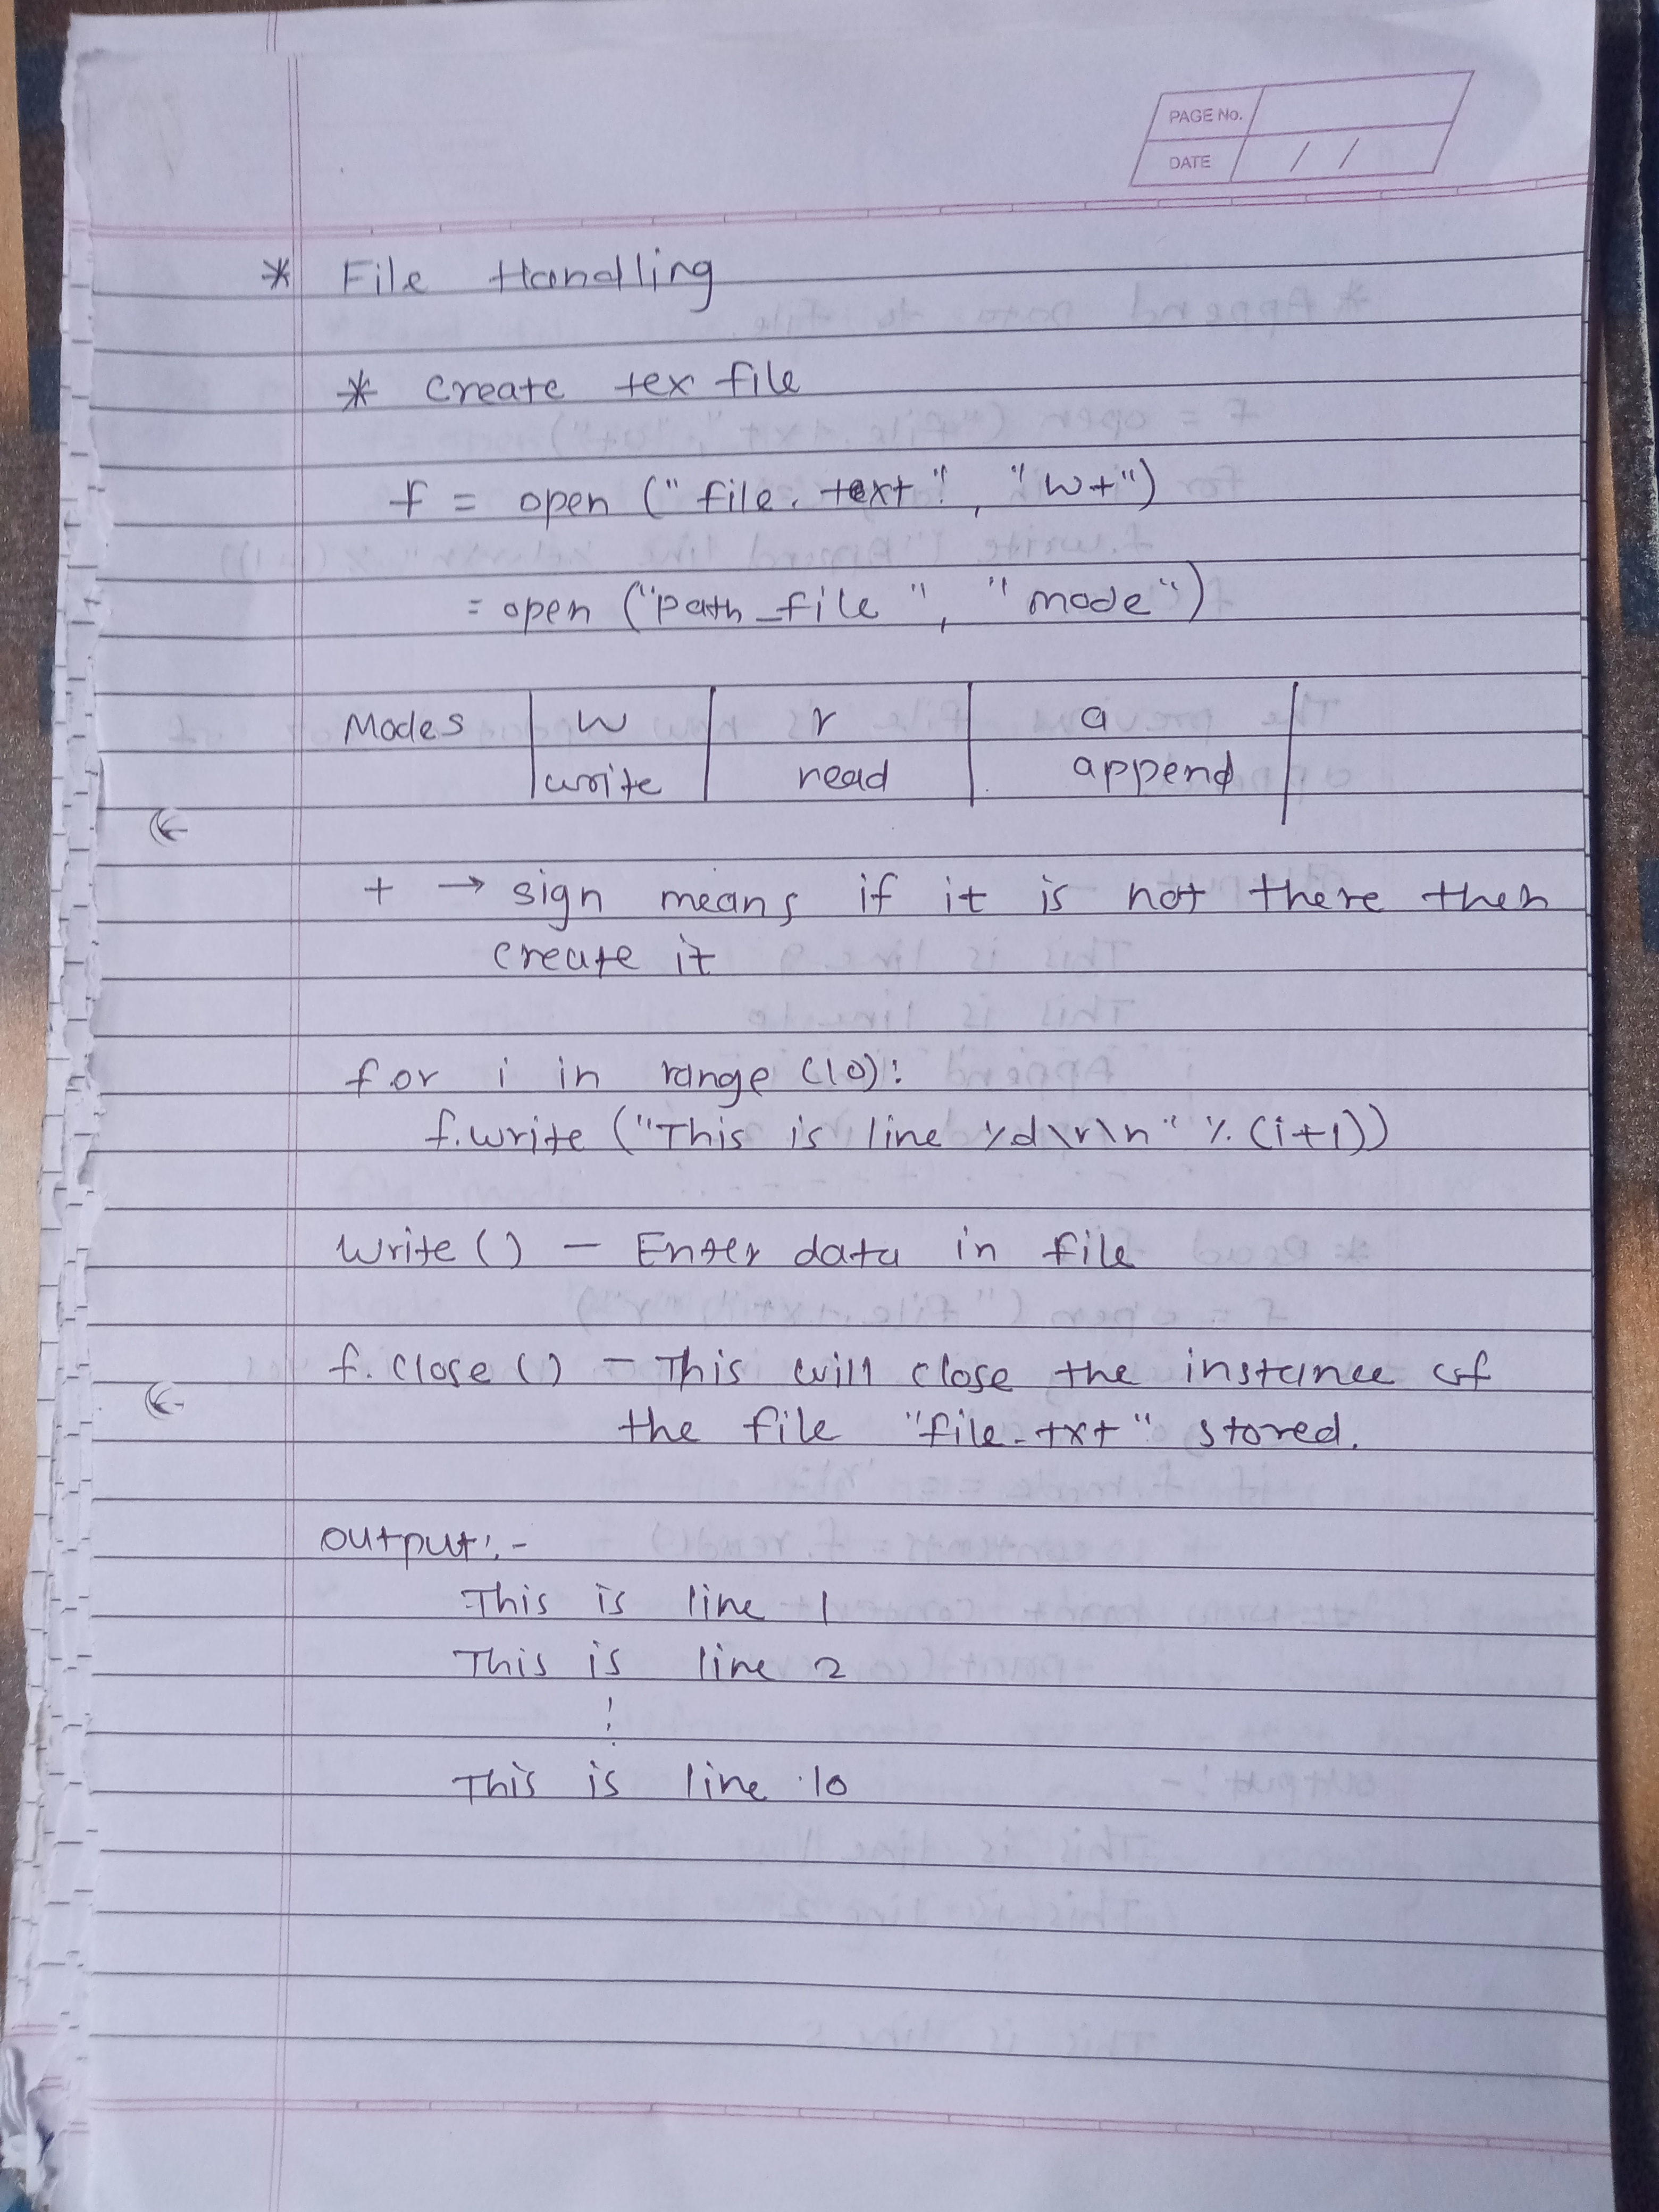 PAGE No.
DATE / /
* File Handling
* create tex file
f = open ("file.text", "w+")
= open ("path_file", "mode")
Modes | w | r | a |
| write | read | append |
+ → sign means if it is not there then
create it
for i in range (10):
f.write ("This is line %d\r\n" % (i+1))
write () - Enter data in file
f.close () - This will close the instance of
the file "file.txt" stored.
output:-
This is line 1
This is line 2
⋮
This is line 10